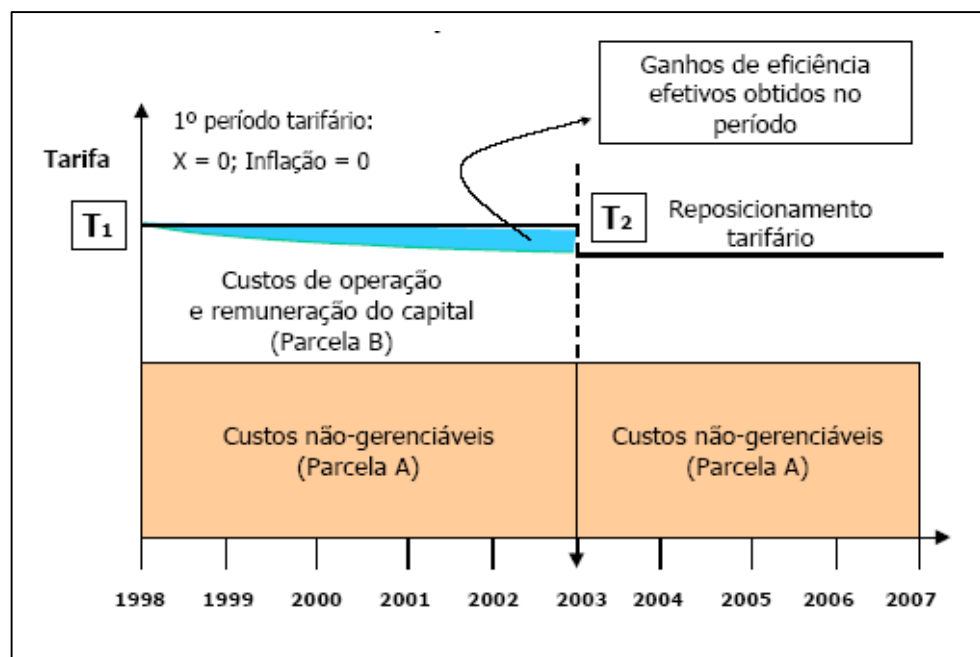 Ganhos de eficiência
efetivos obtidos no
período
1º período tarifário:
X = 0; Inflação = 0
Tarifa
T1
T2
Reposicionamento
tarifário
Custos de operação
e remuneração do capital
(Parcela B)
Custos não-gerenciáveis
(Parcela A)
Custos não-gerenciáveis
(Parcela A)
1998 1999 2000 2001 2002 2003 2004 2005 2006 2007